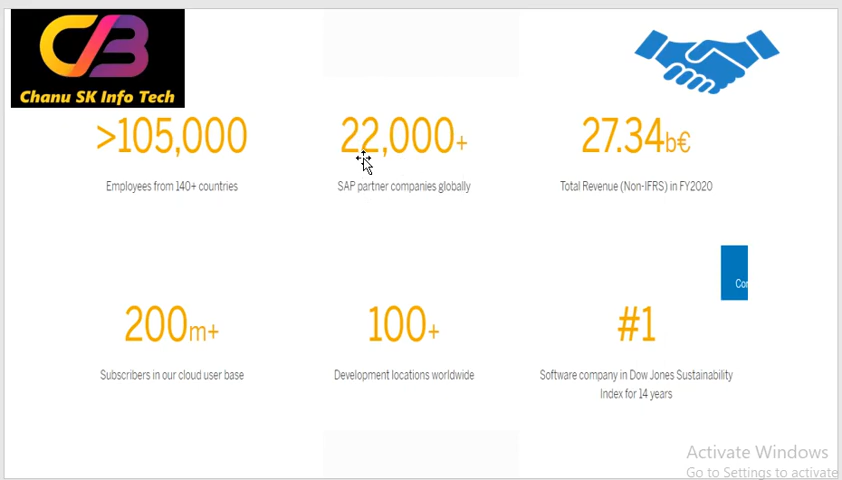 CB
Chanu SK Info Tech
>105,000
Employees from 140+ countries
22,000+
SAP partner companies globally
27.34b€
Total Revenue (Non-IFRS) in FY2020
Cor
200m+
Subscribers in our cloud user base
100+
Development locations worldwide
#1
Software company in Dow Jones Sustainability
Index for 14 years
Activate Windows
Go to Settings to activate